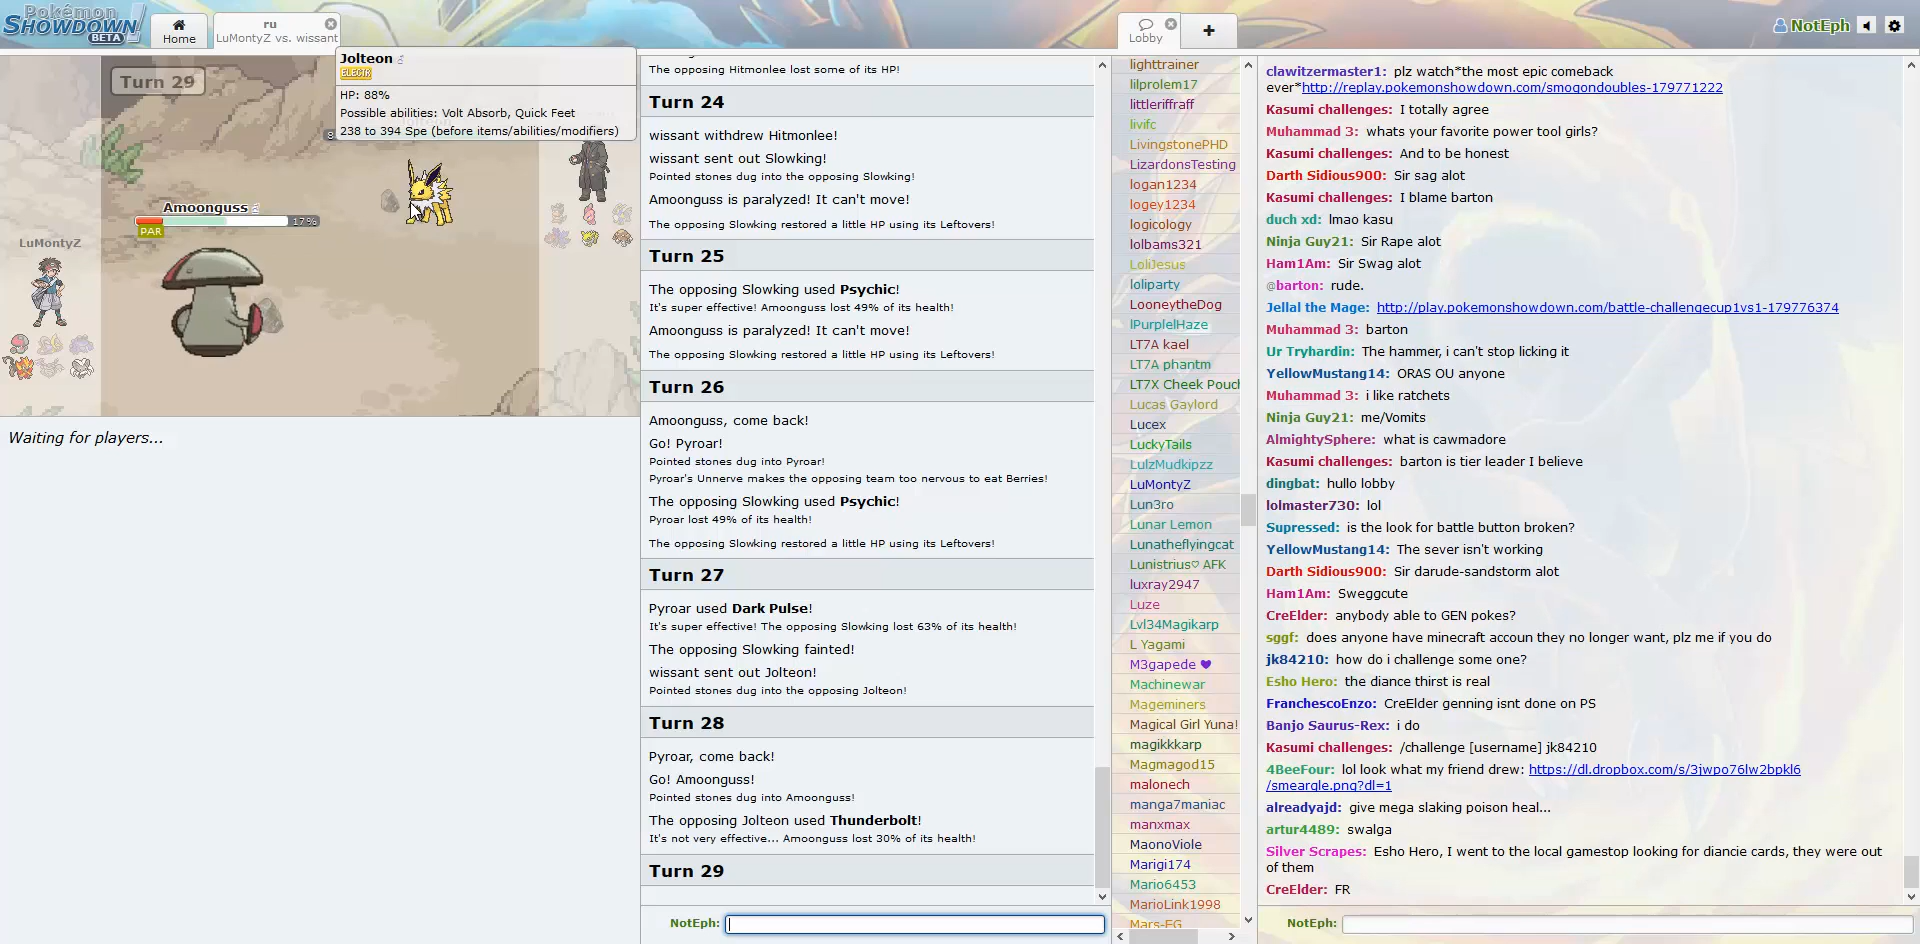 Pokémon
SHOWDOWN!
BETA
Home
ru
LuMontyZ vs. wissant
Lobby
+
NotEph
Turn 29
Jolteon
ELECTR
HP: 88%
Possible abilities: Volt Absorb, Quick Feet
238 to 394 Spe (before items/abilities/modifiers)
Amoonguss
17%
PAR
LuMontyZ
Waiting for players...
The opposing Hitmonlee lost some of its HP!
Turn 24
wissant withdrew Hitmonlee!
wissant sent out Slowking!
Pointed stones dug into the opposing Slowking!
Amoonguss is paralyzed! It can't move!
The opposing Slowking restored a little HP using its Leftovers!
Turn 25
The opposing Slowking used Psychic!
It's super effective! Amoonguss lost 49% of its health!
Amoonguss is paralyzed! It can't move!
The opposing Slowking restored a little HP using its Leftovers!
Turn 26
Amoonguss, come back!
Go! Pyroar!
Pointed stones dug into Pyroar!
Pyroar's Unnerve makes the opposing team too nervous to eat Berries!
The opposing Slowking used Psychic!
Pyroar lost 49% of its health!
The opposing Slowking restored a little HP using its Leftovers!
Turn 27
Pyroar used Dark Pulse!
It's super effective! The opposing Slowking lost 63% of its health!
The opposing Slowking fainted!
wissant sent out Jolteon!
Pointed stones dug into the opposing Jolteon!
Turn 28
Pyroar, come back!
Go! Amoonguss!
Pointed stones dug into Amoonguss!
The opposing Jolteon used Thunderbolt!
It's not very effective... Amoonguss lost 30% of its health!
Turn 29
NotEph:
lighttrainer
lilprolem17
littleriffraff
livifc
LivingstonePHD
LizardonsTesting
logan1234
logey1234
logicology
lolbams321
LoliJesus
loliparty
LooneytheDog
lPurplelHaze
LT7A kael
LT7A phantm
LT7X Cheek Pouch
Lucas Gaylord
Lucex
LuckyTails
LulzMudkipzz
LuMontyZ
Lun3ro
Lunar Lemon
Lunatheflyingcat
Lunistrius♡ AFK
luxray2947
Luze
Lvl34Magikarp
L Yagami
M3gapede ♥
Machinewar
Mageminers
Magical Girl Yuna!
magikkkarp
Magmagod15
malonech
manga7maniac
manxmax
MaonoViole
Marigi174
Mario6453
MarioLink1998
Mars-EG
clawitzermaster1: plz watch*the most epic comeback
ever*http://replay.pokemonshowdown.com/smogondoubles-179771222
Kasumi challenges: I totally agree
Muhammad 3: whats your favorite power tool girls?
Kasumi challenges: And to be honest
Darth Sidious900: Sir sag alot
Kasumi challenges: I blame barton
duch xd: lmao kasu
Ninja Guy21: Sir Rape alot
Ham1Am: Sir Swag alot
@barton: rude.
Jellal the Mage: http://play.pokemonshowdown.com/battle-challengecup1vs1-179776374
Muhammad 3: barton
Ur Tryhardin: The hammer, i can't stop licking it
YellowMustang14: ORAS OU anyone
Muhammad 3: i like ratchets
Ninja Guy21: me/Vomits
AlmightySphere: what is cawmadore
Kasumi challenges: barton is tier leader I believe
dingbat: hullo lobby
lolmaster730: lol
Supressed: is the look for battle button broken?
YellowMustang14: The sever isn't working
Darth Sidious900: Sir darude-sandstorm alot
Ham1Am: Sweggcute
CreElder: anybody able to GEN pokes?
sggf: does anyone have minecraft accoun they no longer want, plz me if you do
jk84210: how do i challenge some one?
Esho Hero: the diance thirst is real
FranchescoEnzo: CreElder genning isnt done on PS
Banjo Saurus-Rex: i do
Kasumi challenges: /challenge [username] jk84210
4BeeFour: lol look what my friend drew: https://dl.dropbox.com/s/3jwpo76lw2bpkl6
/smeargle.png?dl=1
alreadyajd: give mega slaking poison heal...
artur4489: swalga
Silver Scrapes: Esho Hero, I went to the local gamestop looking for diancie cards, they were out
of them
CreElder: FR
NotEph: